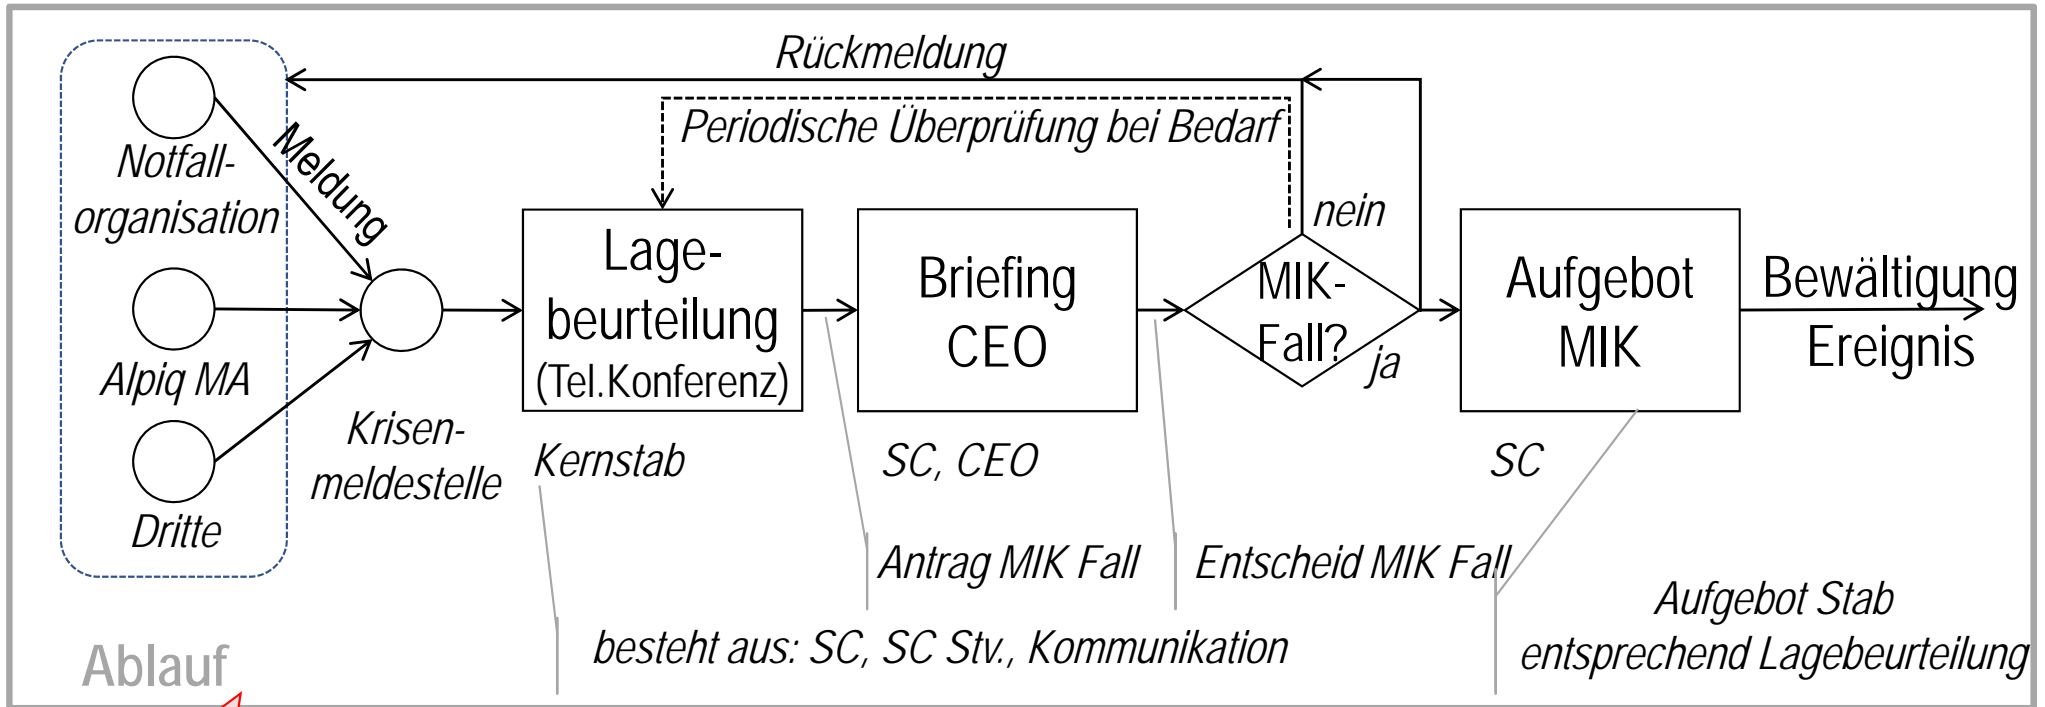 Rückmeldung
Periodische Überprüfung bei Bedarf
Meldung
Notfall-
organisation
Alpiq MA
Dritte
Krisen-
meldestelle
Lage-
beurteilung
(Tel.Konferenz)
Kernstab
Briefing
CEO
SC, CEO
MIK-
Fall?
nein
ja
Aufgebot
MIK
SC
Bewältigung
Ereignis
Antrag MIK Fall
Entscheid MIK Fall
besteht aus: SC, SC Stv., Kommunikation
Aufgebot Stab
entsprechend Lagebeurteilung
Ablauf